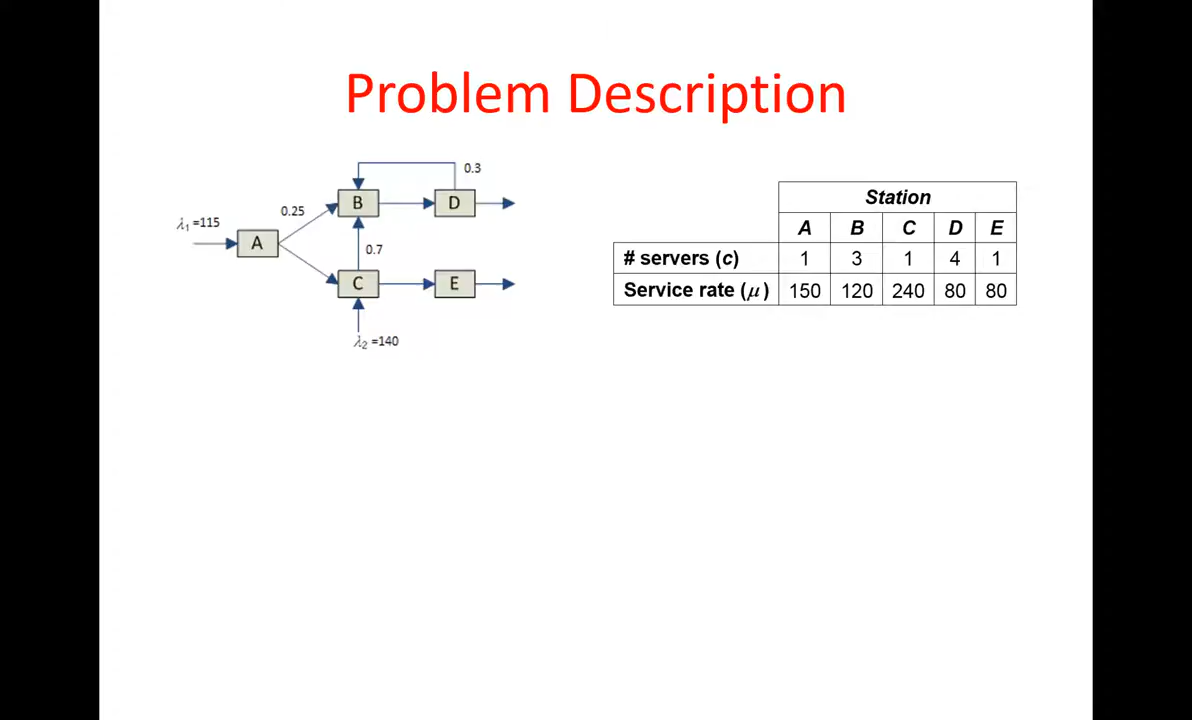 Problem Description
0.3
B
D
0.25
λ1 =115
A
0.7
C
E
λ2 =140
Station
A B C D E
# servers (c) 1 3 1 4 1
Service rate (μ) 150 120 240 80 80